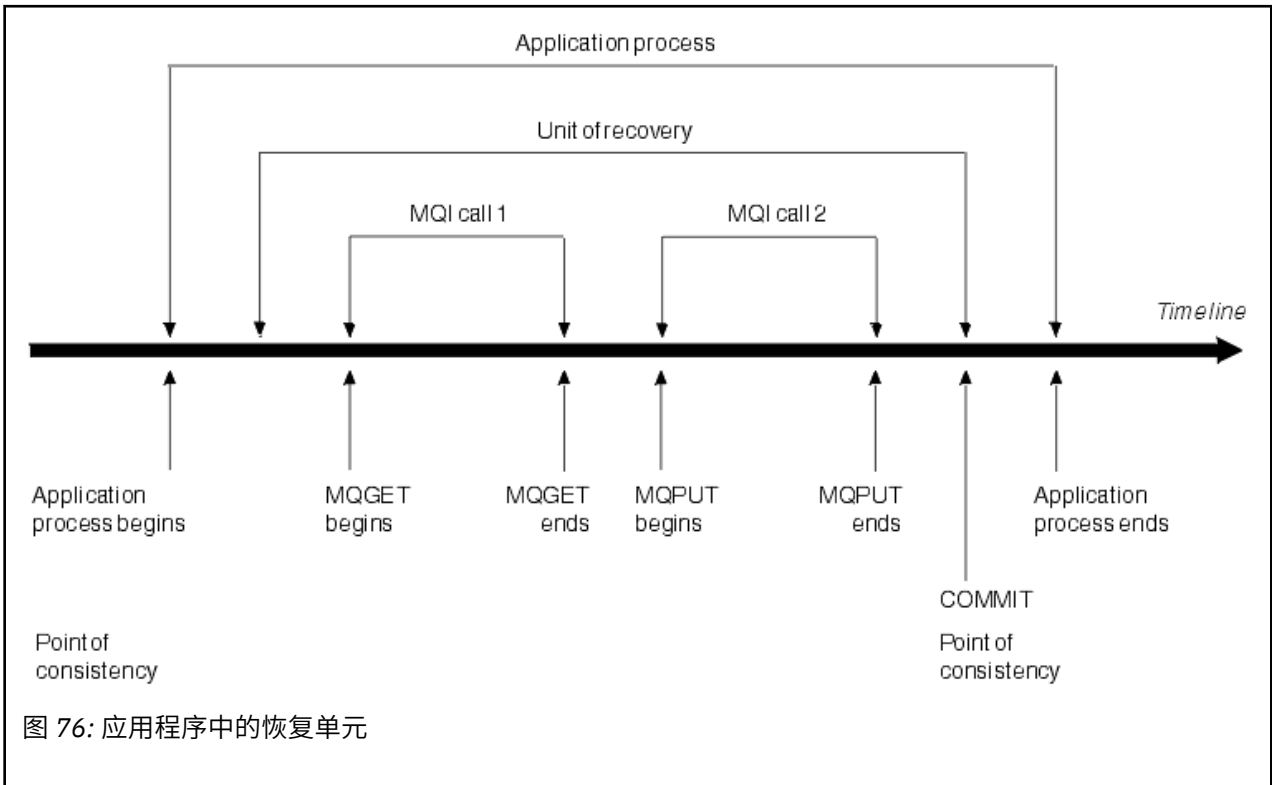 Application process
Unit of recovery
MQI call 1
MQI call 2
Timeline
Application
process begins
MQGET
begins
MQGET
ends
MQPUT
begins
MQPUT
ends
Application
process ends
COMMIT
Point of
consistency
Point of
consistency
图 76: 应用程序中的恢复单元